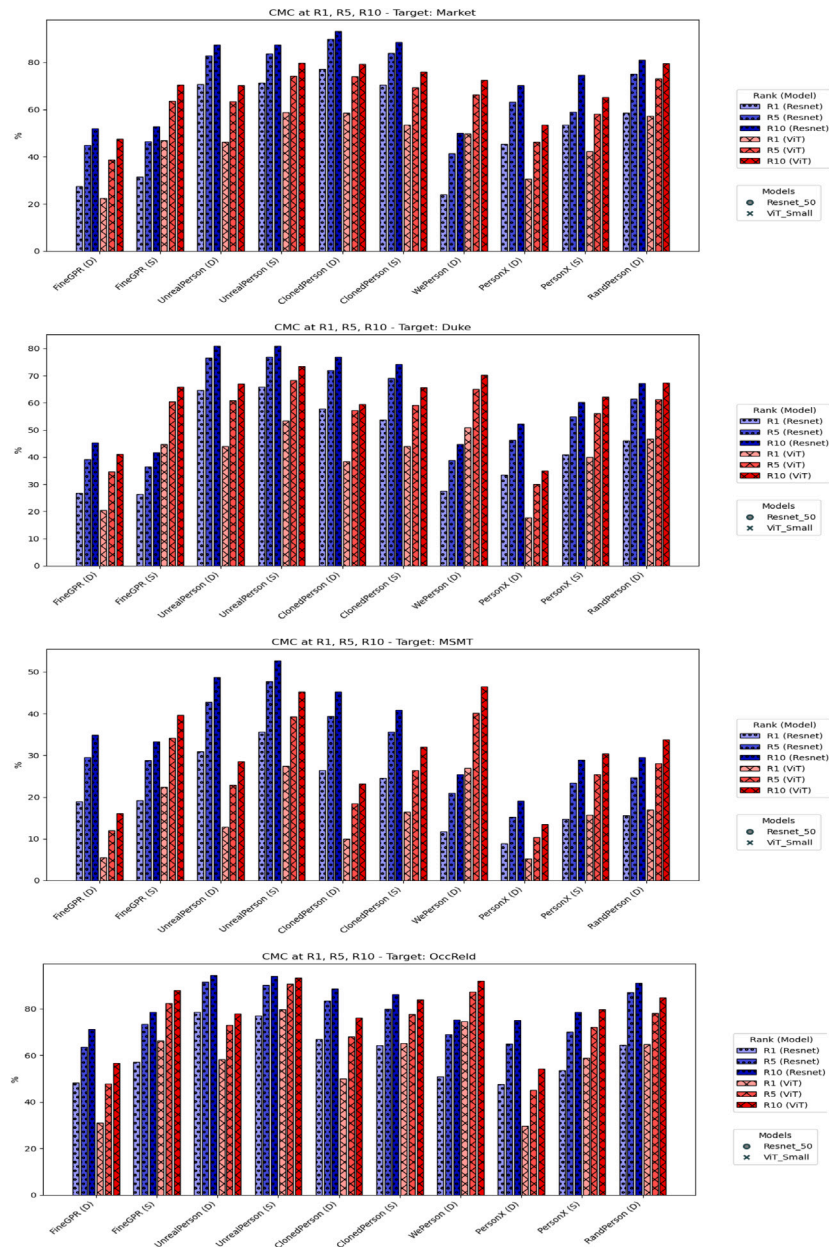 CMC at R1, R5, R10 - Target: Market
%
80
60
40
20
0
FineGPR (D)
FineGPR (S)
UnrealPerson (D)
UnrealPerson (S)
ClonedPerson (D)
ClonedPerson (S)
WePerson (D)
PersonX (D)
PersonX (S)
RandPerson (D)
Rank (Model)
R1 (Resnet)
R5 (Resnet)
R10 (Resnet)
R1 (ViT)
R5 (ViT)
R10 (ViT)
Models
Resnet_50
ViT_Small
CMC at R1, R5, R10 - Target: Duke
%
80
70
60
50
40
30
20
10
0
FineGPR (D)
FineGPR (S)
UnrealPerson (D)
UnrealPerson (S)
ClonedPerson (D)
ClonedPerson (S)
WePerson (D)
PersonX (D)
PersonX (S)
RandPerson (D)
Rank (Model)
R1 (Resnet)
R5 (Resnet)
R10 (Resnet)
R1 (ViT)
R5 (ViT)
R10 (ViT)
Models
Resnet_50
ViT_Small
CMC at R1, R5, R10 - Target: MSMT
%
50
40
30
20
10
0
FineGPR (D)
FineGPR (S)
UnrealPerson (D)
UnrealPerson (S)
ClonedPerson (D)
ClonedPerson (S)
WePerson (D)
PersonX (D)
PersonX (S)
RandPerson (D)
Rank (Model)
R1 (Resnet)
R5 (Resnet)
R10 (Resnet)
R1 (ViT)
R5 (ViT)
R10 (ViT)
Models
Resnet_50
ViT_Small
CMC at R1, R5, R10 - Target: OccReId
%
80
60
40
20
0
FineGPR (D)
FineGPR (S)
UnrealPerson (D)
UnrealPerson (S)
ClonedPerson (D)
ClonedPerson (S)
WePerson (D)
PersonX (D)
PersonX (S)
RandPerson (D)
Rank (Model)
R1 (Resnet)
R5 (Resnet)
R10 (Resnet)
R1 (ViT)
R5 (ViT)
R10 (ViT)
Models
Resnet_50
ViT_Small